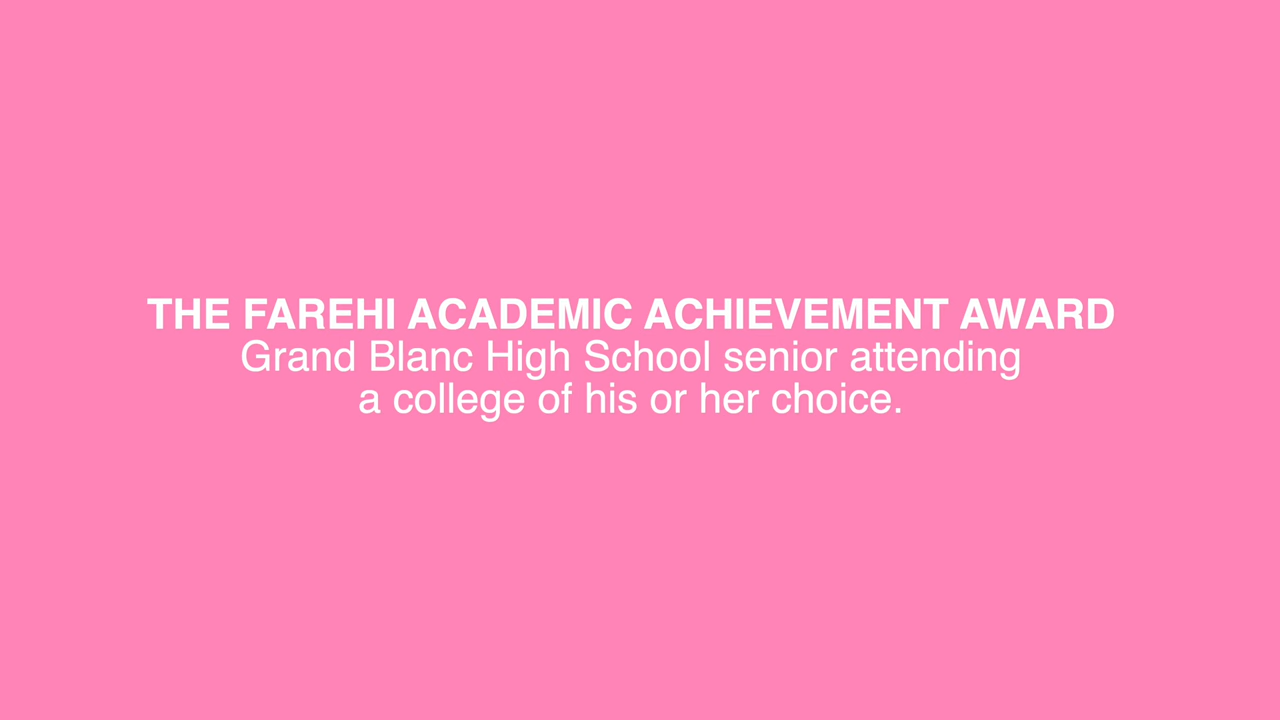 THE FAREHI ACADEMIC ACHIEVEMENT AWARD
Grand Blanc High School senior attending
a college of his or her choice.